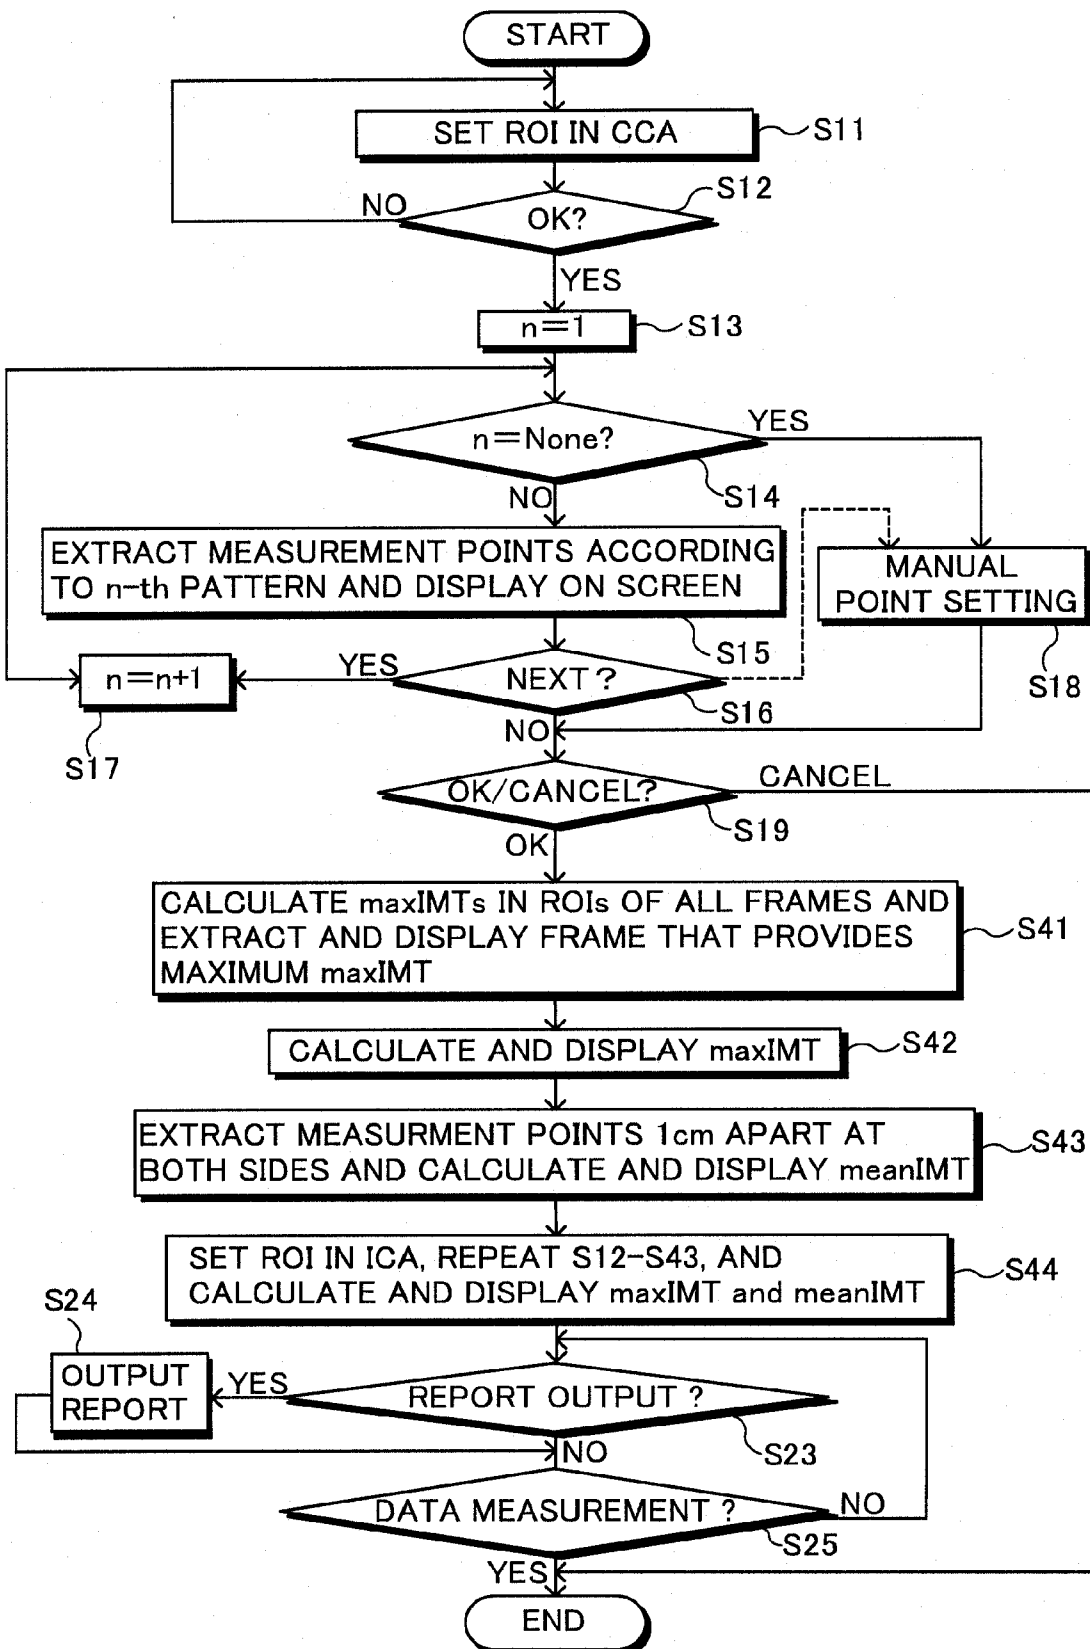 START
SET ROI IN CCA
S11
S12
NO
OK?
YES
n=1
S13
YES
n=None?
S14
NO
EXTRACT MEASUREMENT POINTS ACCORDING
TO n-th PATTERN AND DISPLAY ON SCREEN
MANUAL
POINT SETTING
S15
YES
n=n+1
NEXT ?
S18
S16
S17
NO
CANCEL
OK/CANCEL?
S19
OK
CALCULATE maxIMTs IN ROIs OF ALL FRAMES AND
EXTRACT AND DISPLAY FRAME THAT PROVIDES
MAXIMUM maxIMT
S41
CALCULATE AND DISPLAY maxIMT
S42
EXTRACT MEASURMENT POINTS 1cm APART AT
BOTH SIDES AND CALCULATE AND DISPLAY meanIMT
S43
SET ROI IN ICA, REPEAT S12-S43, AND
CALCULATE AND DISPLAY maxIMT and meanIMT
S44
S24
OUTPUT
REPORT
YES
REPORT OUTPUT ?
S23
NO
DATA MEASUREMENT ?
NO
S25
YES
END